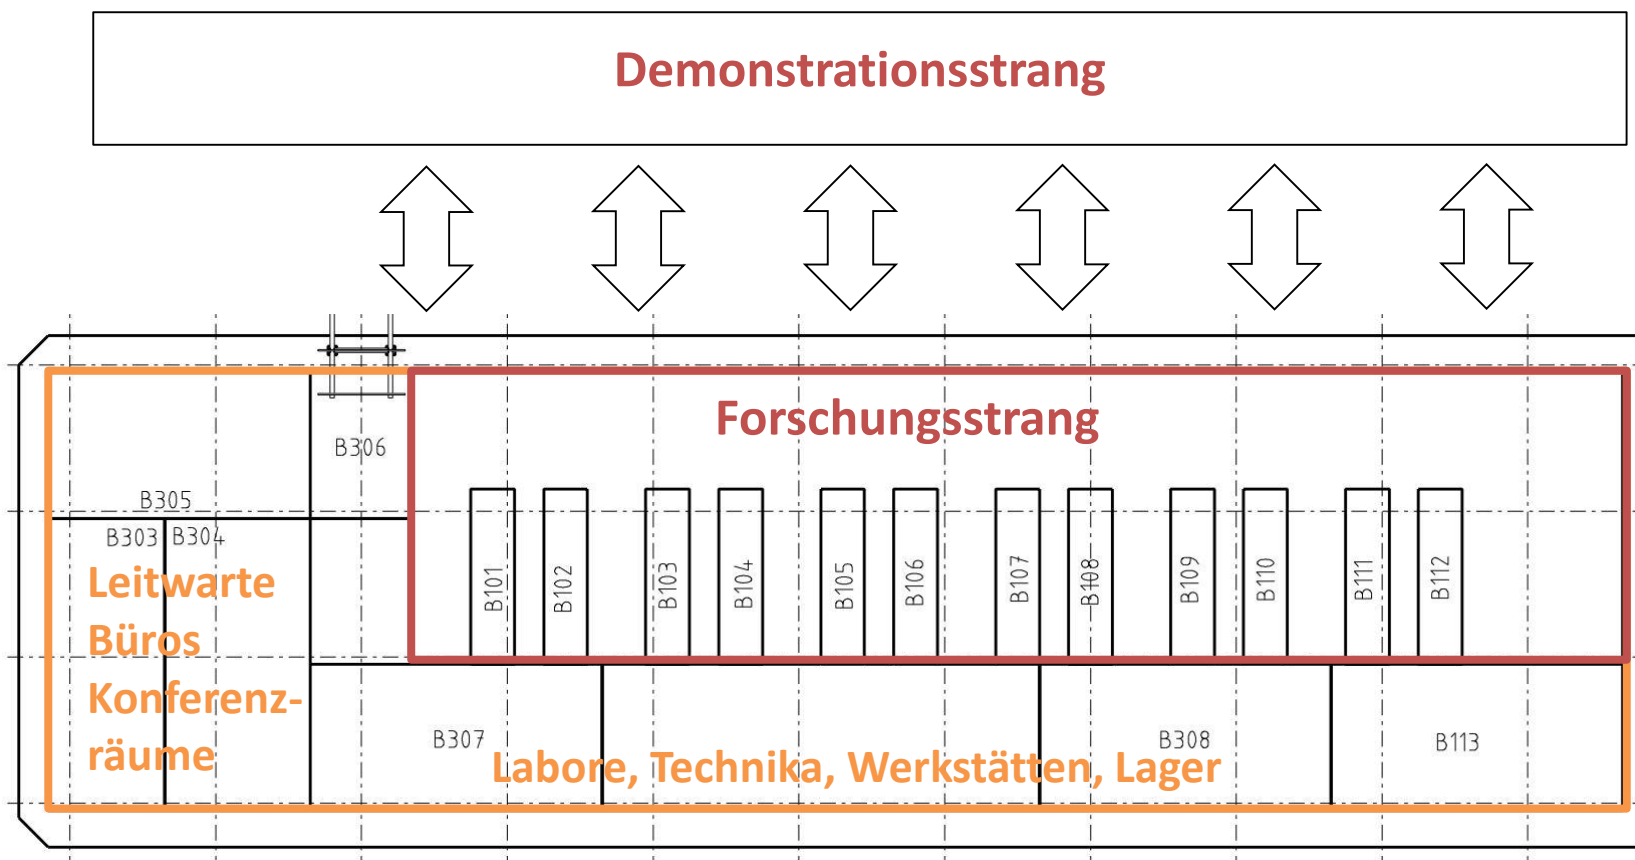 Demonstrationsstrang
Forschungsstrang
B306
B305
B303
B304
B101
B102
B103
B104
B105
B106
B107
B108
B109
B110
B111
B112
Leitwarte
Büros
Konferenz-
räume
B307
B308
B113
Labore, Technika, Werkstätten, Lager